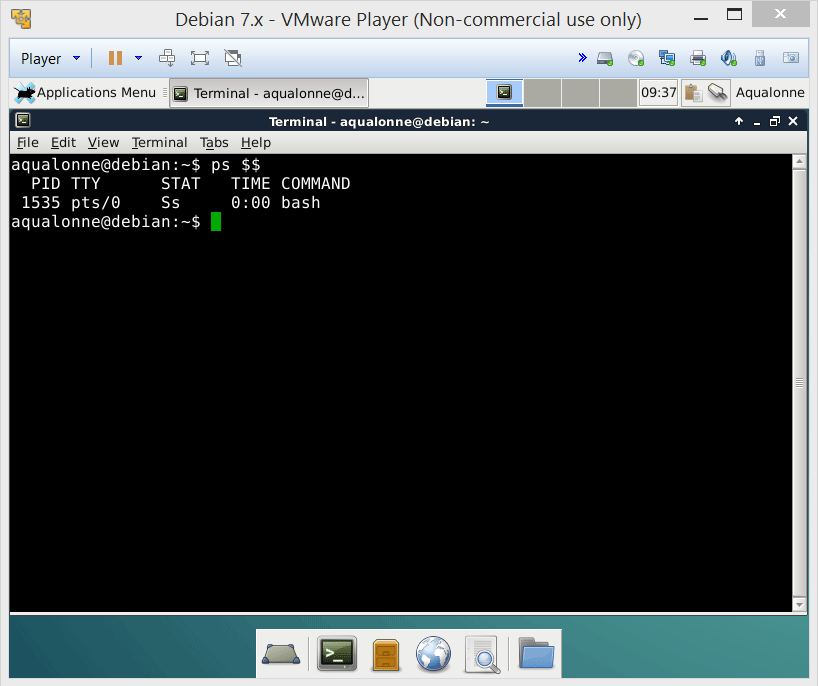 Debian 7.x - VMware Player (Non-commercial use only)
Player
Applications Menu Terminal - aqualonne@d... 09:37 Aqualonne
Terminal - aqualonne@debian: ~
File Edit View Terminal Tabs Help
aqualonne@debian:~$ ps $$
  PID TTY      STAT   TIME COMMAND
 1535 pts/0    Ss     0:00 bash
aqualonne@debian:~$